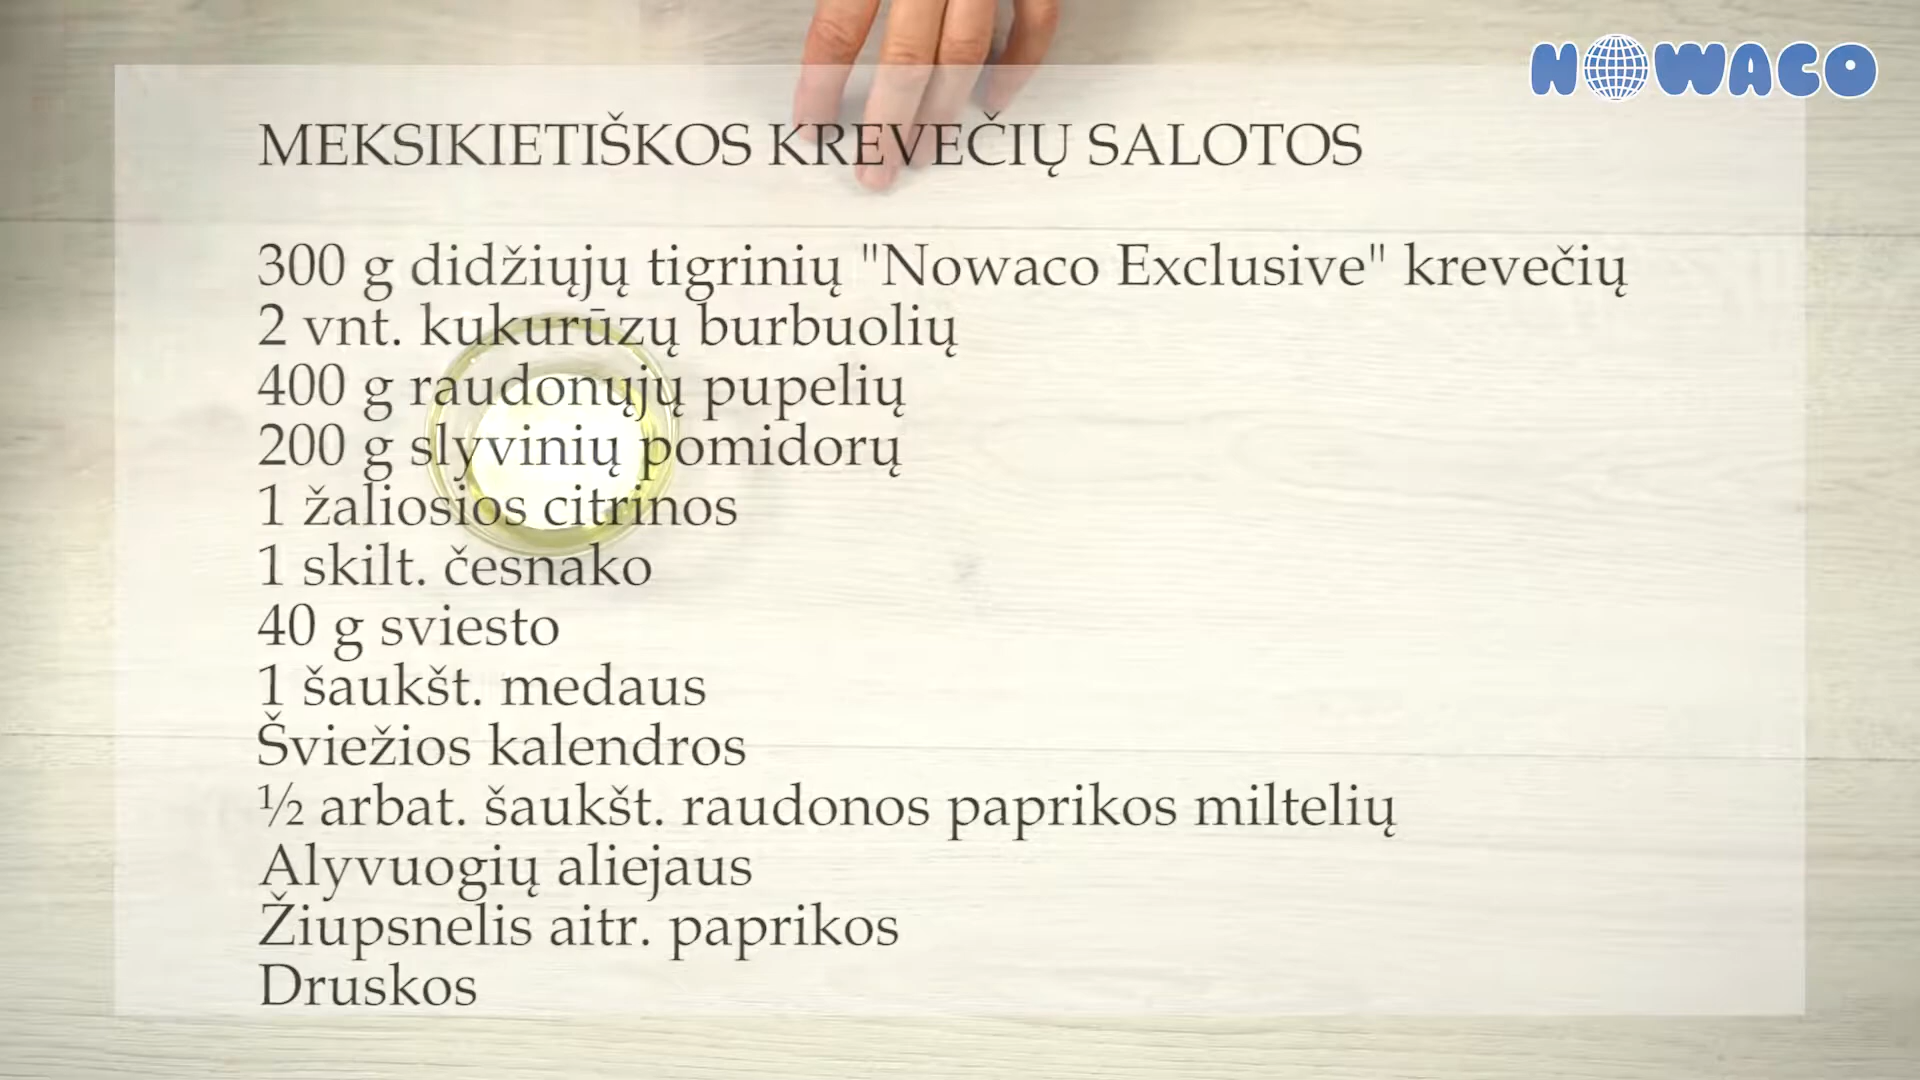 NOWACO
MEKSIKIETIŠKOS KREVEČIŲ SALOTOS
300 g didžiųjų tigrinių "Nowaco Exclusive" krevečių
2 vnt. kukurūzų burbuolių
400 g raudonųjų pupelių
200 g slyvinių pomidorų
1 žaliosios citrinos
1 skilt. česnako
40 g sviesto
1 šaukšt. medaus
Šviežios kalendros
½ arbat. šaukšt. raudonos paprikos miltelių
Alyvuogių aliejaus
Žiupsnelis aitr. paprikos
Druskos